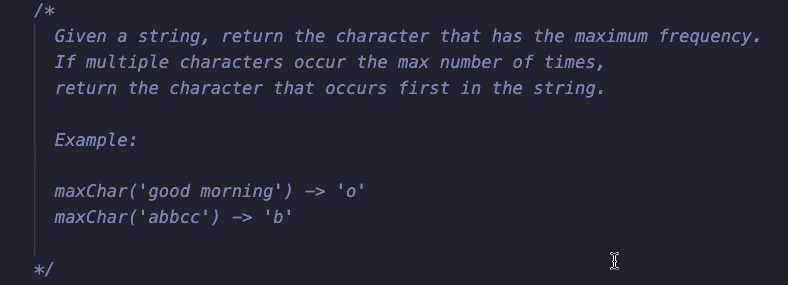 /*
Given a string, return the character that has the maximum frequency.
If multiple characters occur the max number of times,
return the character that occurs first in the string.
Example:
maxChar('good morning') -> 'o'
maxChar('abbcc') -> 'b'
*/